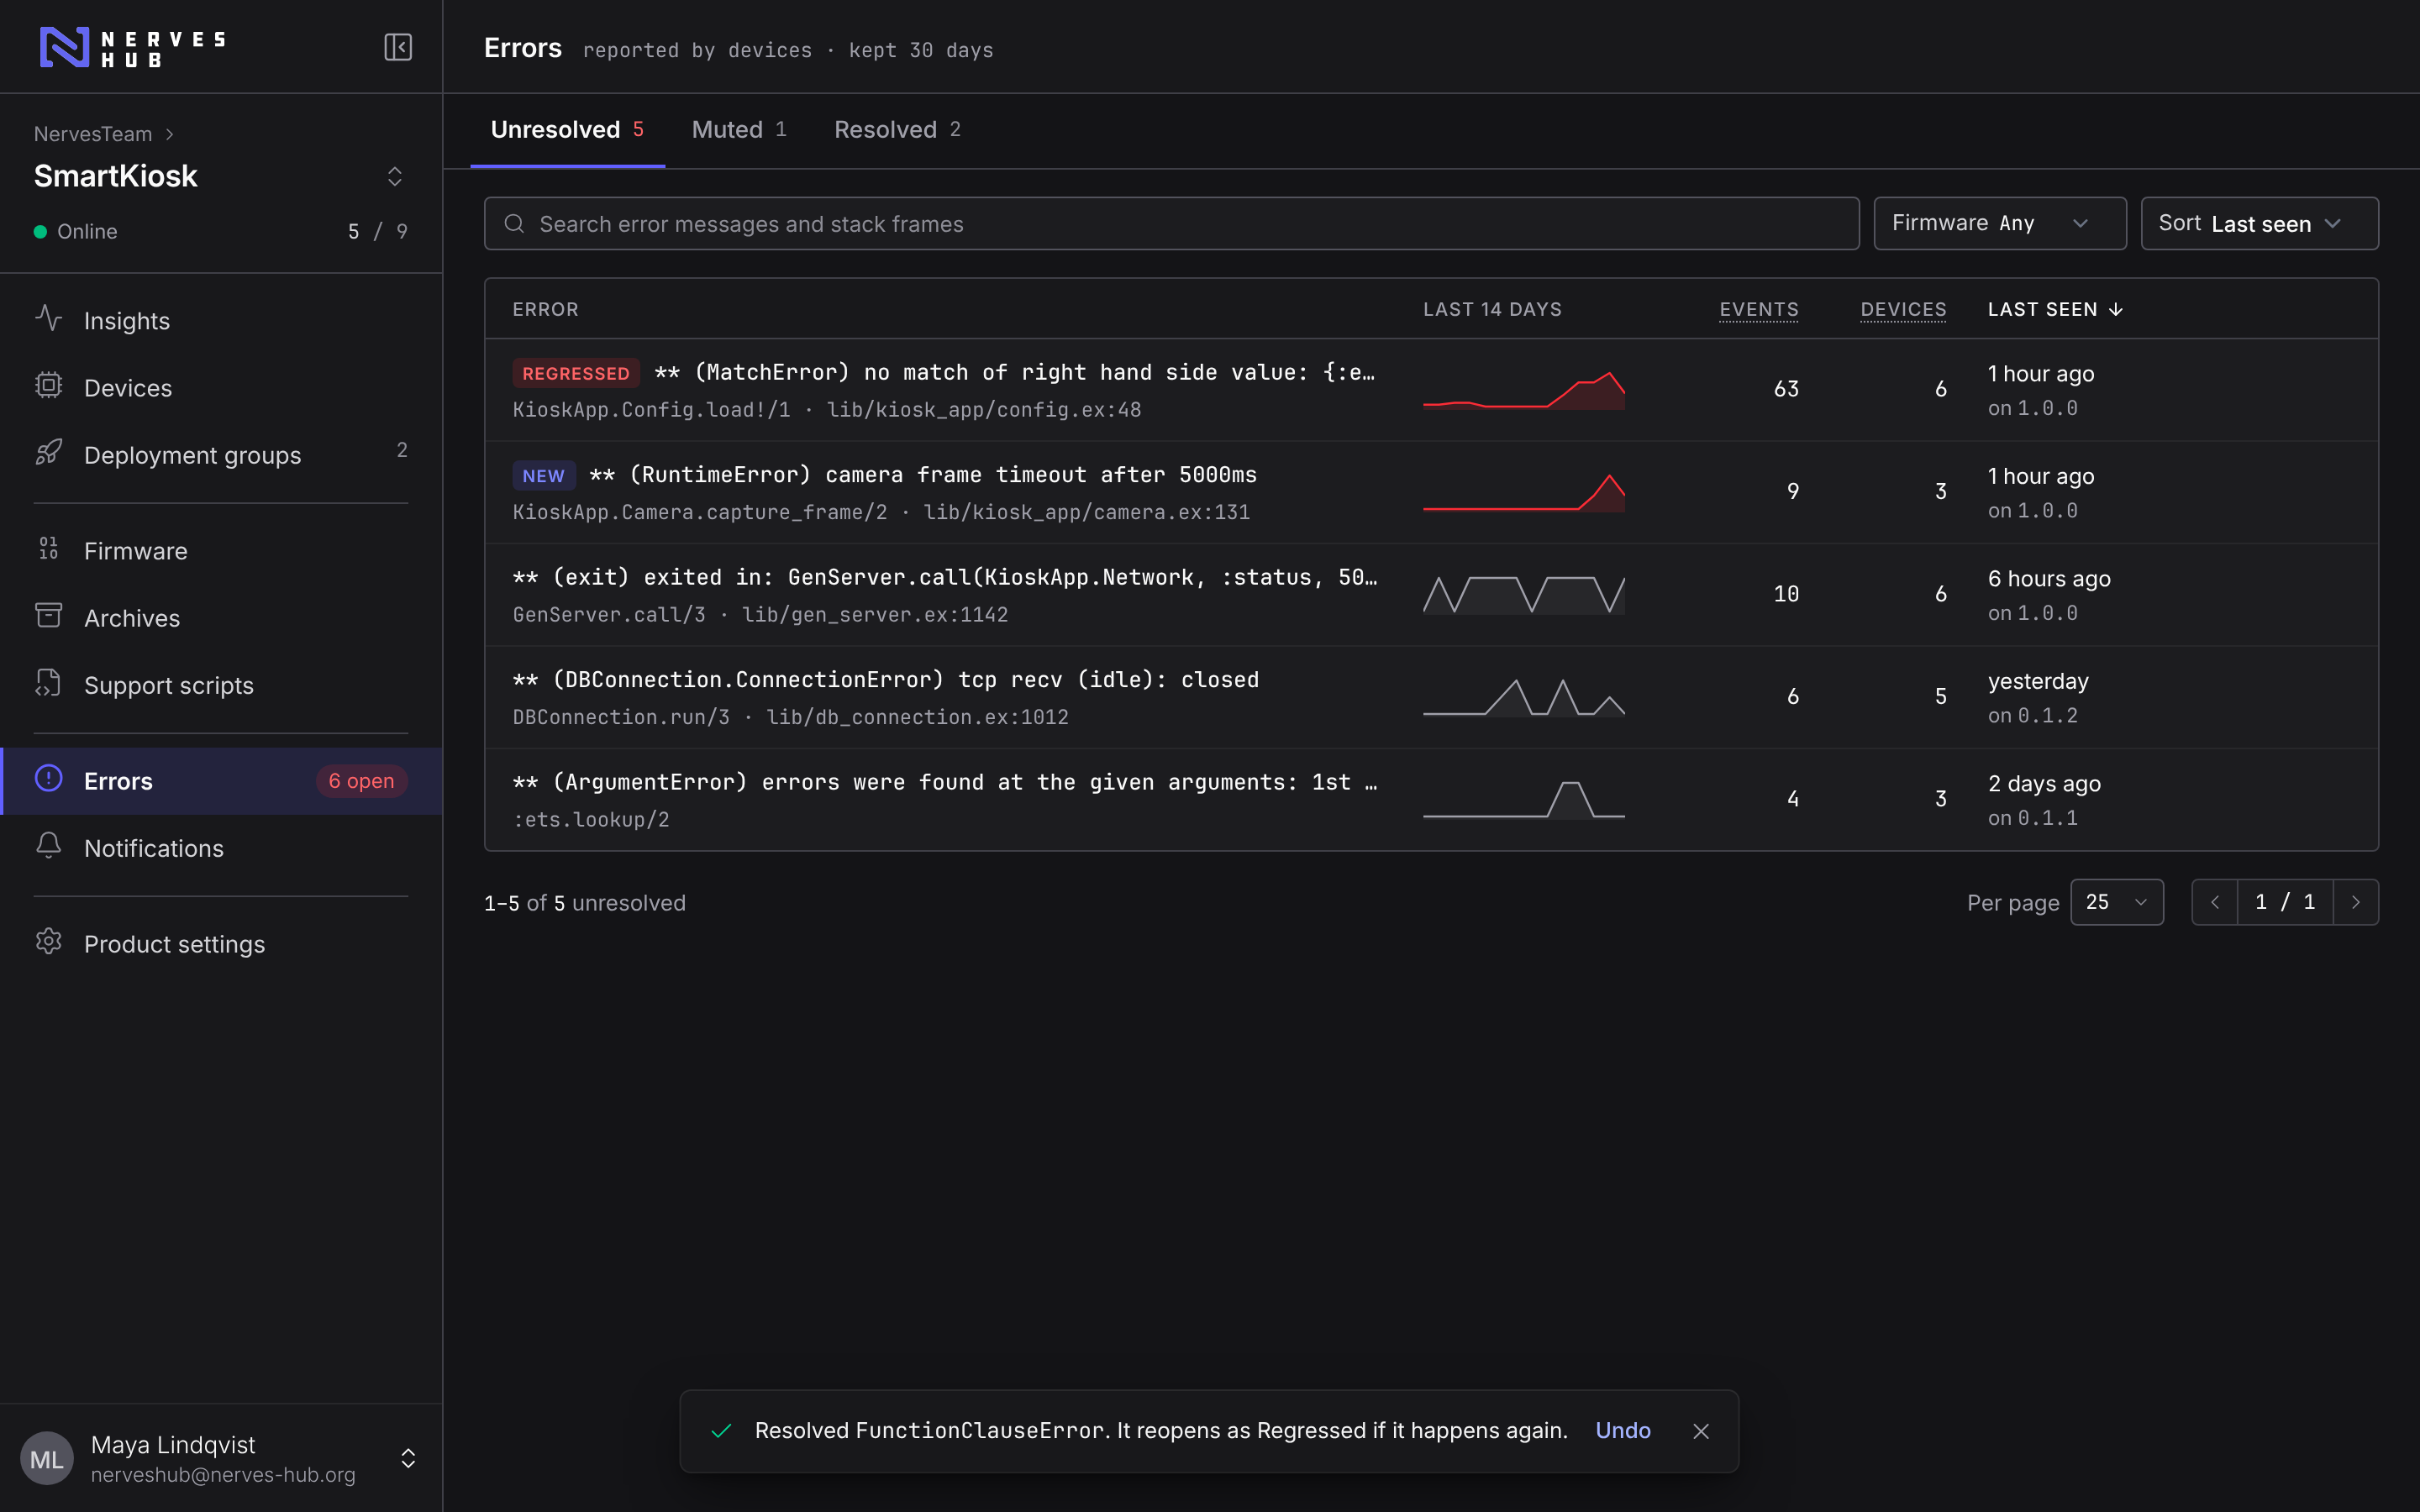 NERVES
HUB
NervesTeam
SmartKiosk
Online 5 / 9
Insights
Devices
Deployment groups 2
Firmware
Archives
Support scripts
Errors 6 open
Notifications
Product settings
ML
Maya Lindqvist
nerveshub@nerves-hub.org
Errors reported by devices · kept 30 days
Unresolved 5 Muted 1 Resolved 2
Search error messages and stack frames
Firmware Any
Sort Last seen
ERROR LAST 14 DAYS EVENTS DEVICES LAST SEEN ↓
REGRESSED ** (MatchError) no match of right hand side value: {:e… 63 6 1 hour ago
KioskApp.Config.load!/1 · lib/kiosk_app/config.ex:48 on 1.0.0
NEW ** (RuntimeError) camera frame timeout after 5000ms 9 3 1 hour ago
KioskApp.Camera.capture_frame/2 · lib/kiosk_app/camera.ex:131 on 1.0.0
** (exit) exited in: GenServer.call(KioskApp.Network, :status, 50… 10 6 6 hours ago
GenServer.call/3 · lib/gen_server.ex:1142 on 1.0.0
** (DBConnection.ConnectionError) tcp recv (idle): closed 6 5 yesterday
DBConnection.run/3 · lib/db_connection.ex:1012 on 0.1.2
** (ArgumentError) errors were found at the given arguments: 1st … 4 3 2 days ago
:ets.lookup/2 on 0.1.1
1–5 of 5 unresolved Per page 25 1 / 1
Resolved FunctionClauseError. It reopens as Regressed if it happens again. Undo